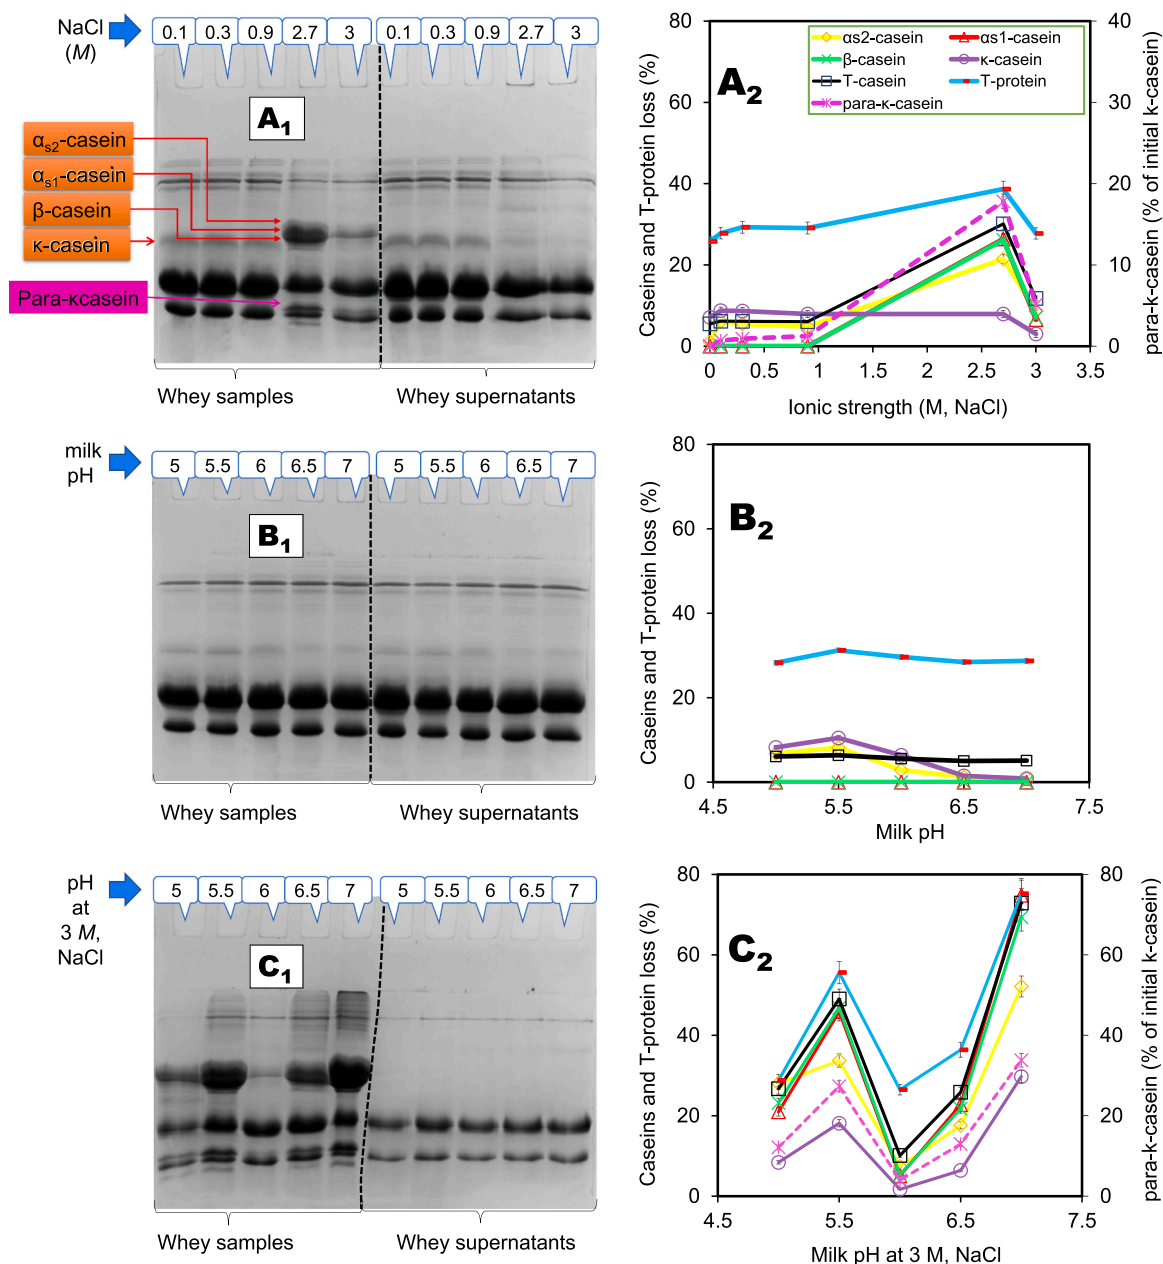 NaCl
(M)
0.1 0.3 0.9 2.7 3 0.1 0.3 0.9 2.7 3
A1
αs2-casein
αs1-casein
β-casein
κ-casein
Para-κcasein
Whey samples
Whey supernatants
Caseins and T-protein loss (%)
80
60
40
20
0
A2
αs2-casein
αs1-casein
β-casein
κ-casein
T-casein
T-protein
para-κ-casein
40
30
20
10
0
para-k-casein (% of initial k-casein)
0 0.5 1 1.5 2 2.5 3 3.5
Ionic strength (M, NaCl)
milk
pH
5 5.5 6 6.5 7 5 5.5 6 6.5 7
B1
Whey samples
Whey supernatants
Caseins and T-protein loss (%)
80
60
40
20
0
B2
4.5 5.5 6.5 7.5
Milk pH
pH
at
3 M,
NaCl
5 5.5 6 6.5 7 5 5.5 6 6.5 7
C1
Whey samples
Whey supernatants
Caseins and T-protein loss (%)
80
60
40
20
0
C2
80
60
40
20
0
para-k-casein (% of initial k-casein)
4.5 5.5 6.5 7.5
Milk pH at 3 M, NaCl